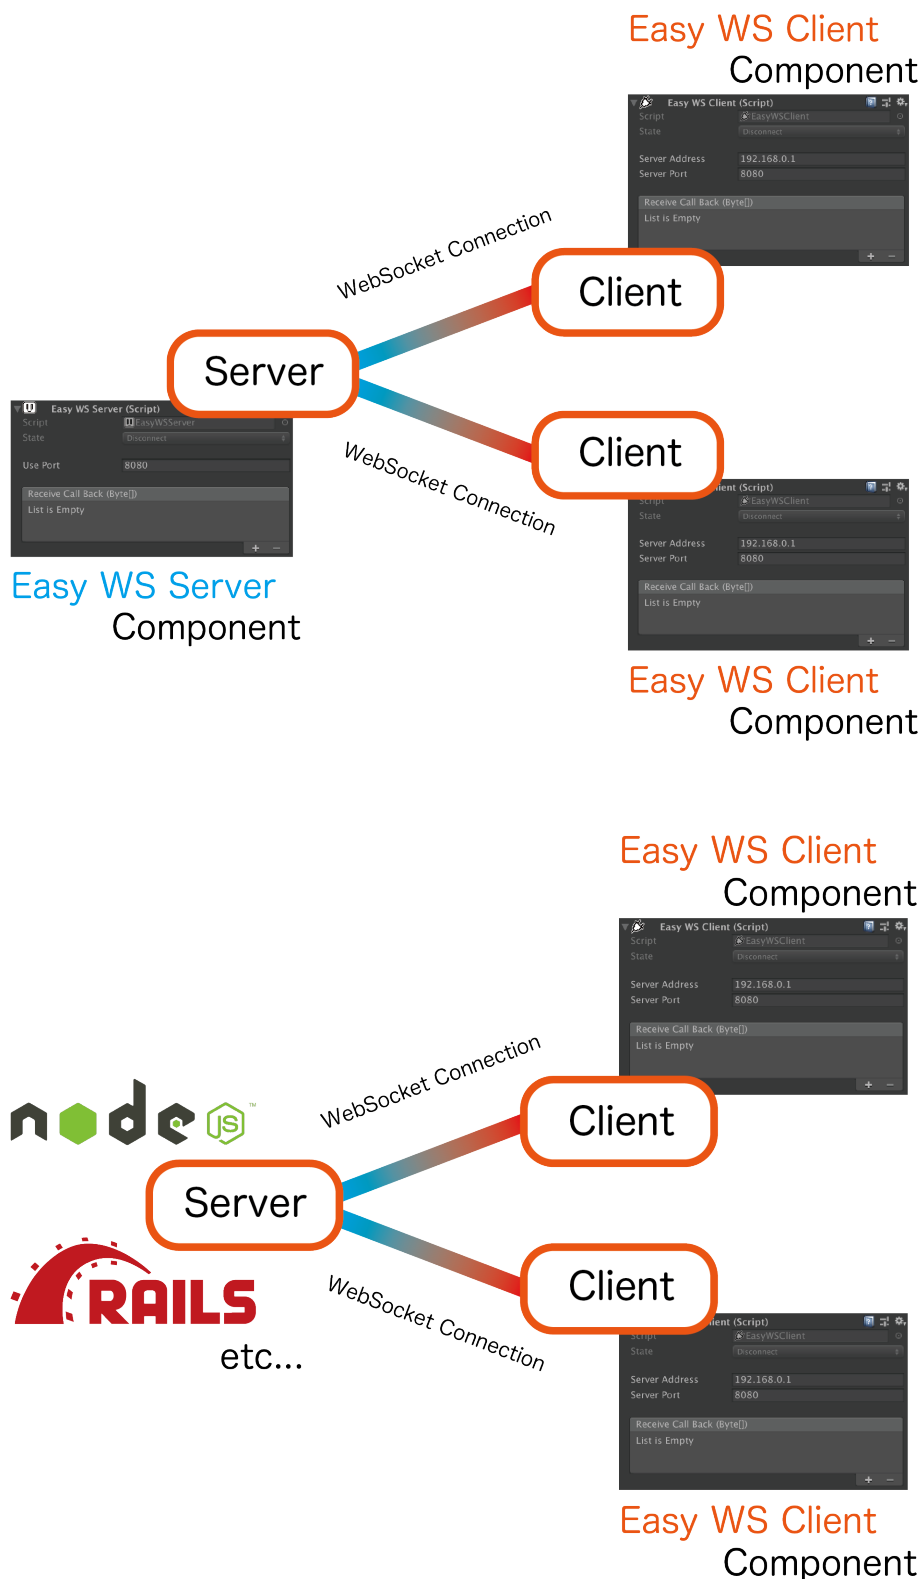 Easy WS Client
Component
Easy WS Client (Script)
Script EasyWSClient
State Disconnect
Server Address 192.168.0.1
Server Port 8080
Receive Call Back (Byte[])
List is Empty
+ −
WebSocket Connection
Client
Server
Easy WS Server (Script)
Script EasyWSServer
State Disconnect
Use Port 8080
Receive Call Back (Byte[])
List is Empty
+ −
Easy WS Server
Component
WebSocket Connection
Client
ient (Script)
Script EasyWSClient
State Disconnect
Server Address 192.168.0.1
Server Port 8080
Receive Call Back (Byte[])
List is Empty
+ −
Easy WS Client
Component
Easy WS Client
Component
Easy WS Client (Script)
Script EasyWSClient
State Disconnect
Server Address 192.168.0.1
Server Port 8080
Receive Call Back (Byte[])
List is Empty
+ −
WebSocket Connection
Client
node JS ™
Server
RAILS
etc...
WebSocket Connection
Client
lient (Script)
Script EasyWSClient
State Disconnect
Server Address 192.168.0.1
Server Port 8080
Receive Call Back (Byte[])
List is Empty
+ −
Easy WS Client
Component